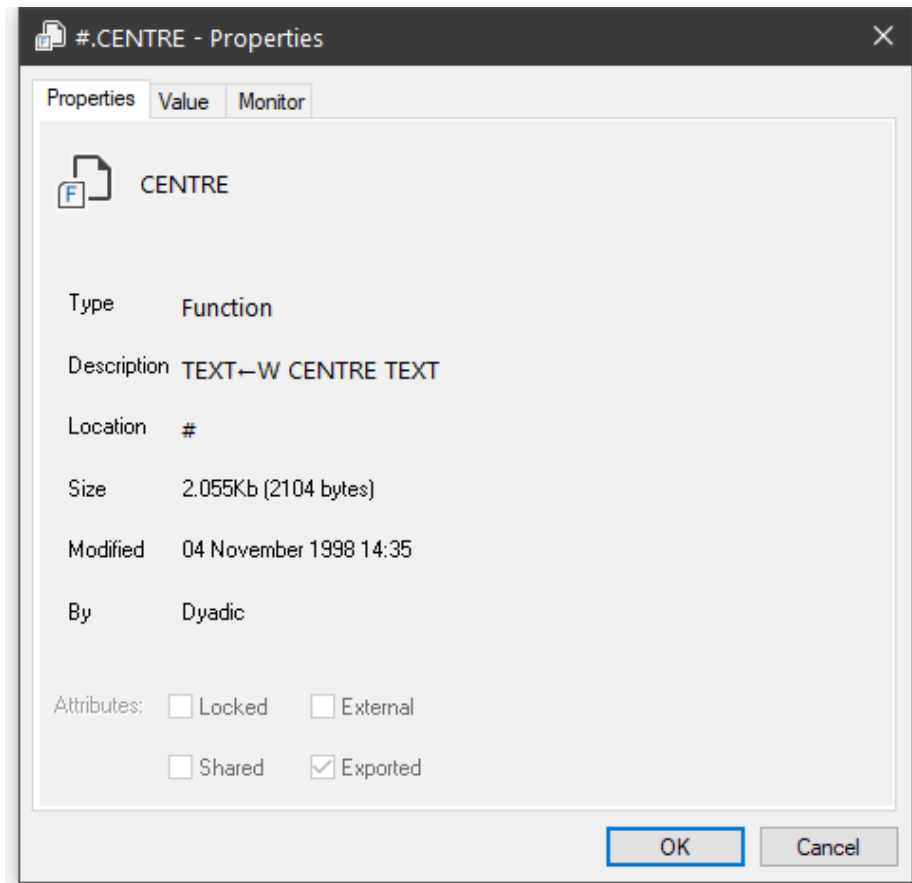 #.CENTRE - Properties
Properties Value Monitor
F CENTRE
Type Function
Description TEXT←W CENTRE TEXT
Location #
Size 2.055Kb (2104 bytes)
Modified 04 November 1998 14:35
By Dyadic
Attributes: Locked External
Shared Exported
OK Cancel